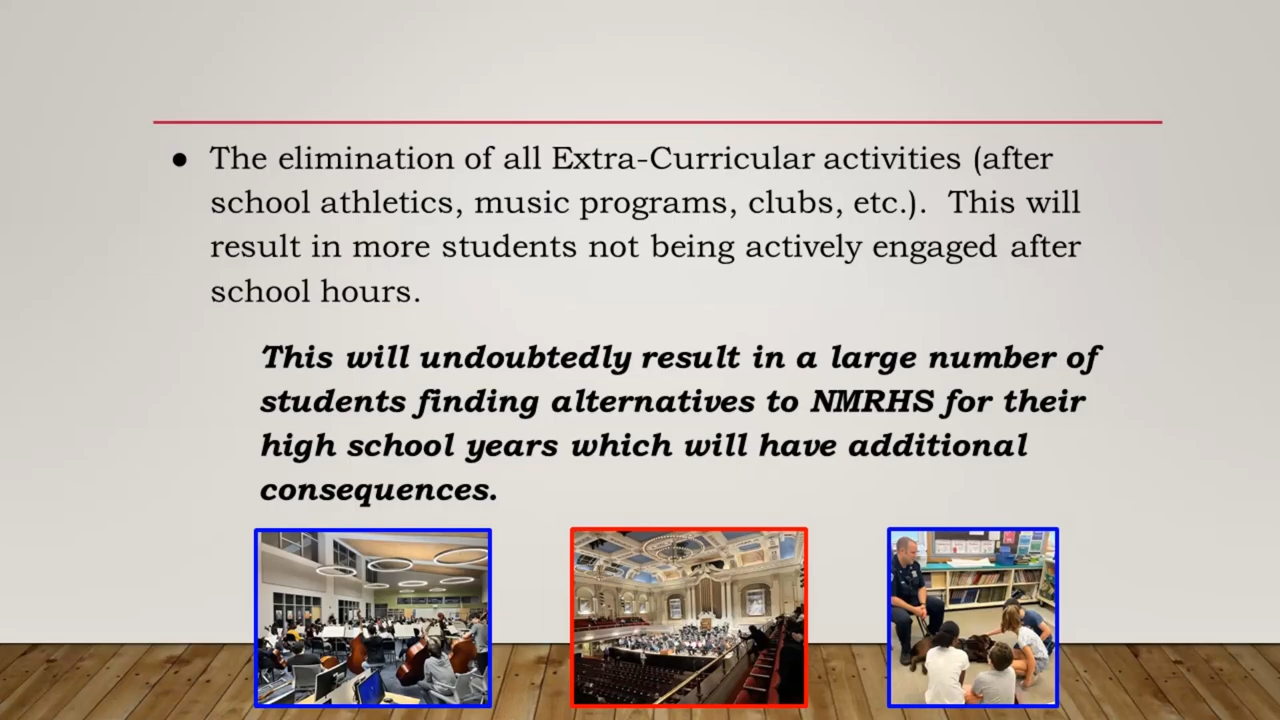 ● The elimination of all Extra-Curricular activities (after
school athletics, music programs, clubs, etc.).  This will
result in more students not being actively engaged after
school hours.
This will undoubtedly result in a large number of
students finding alternatives to NMRHS for their
high school years which will have additional
consequences.